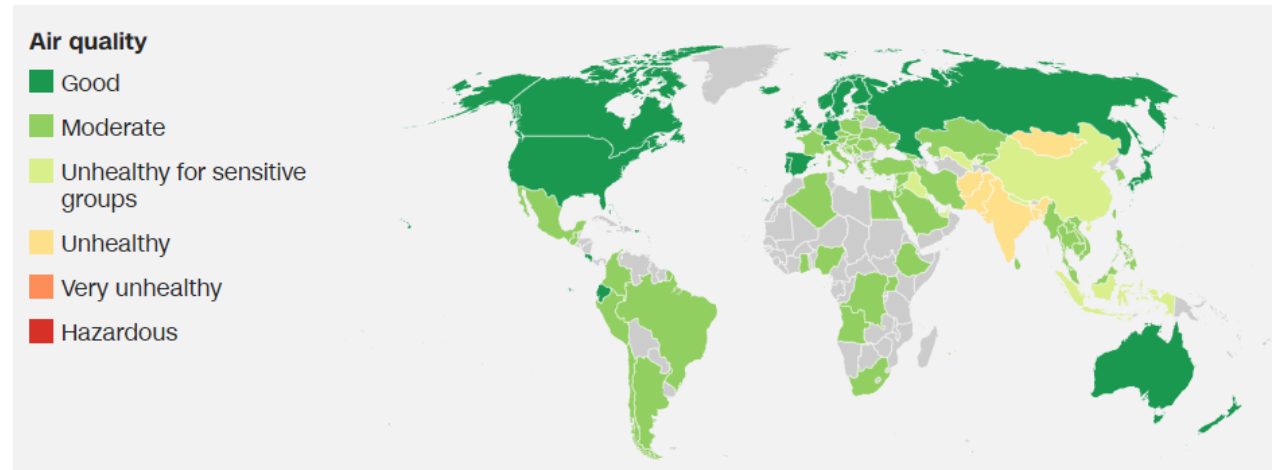 Air quality
Good
Moderate
Unhealthy for sensitive
groups
Unhealthy
Very unhealthy
Hazardous